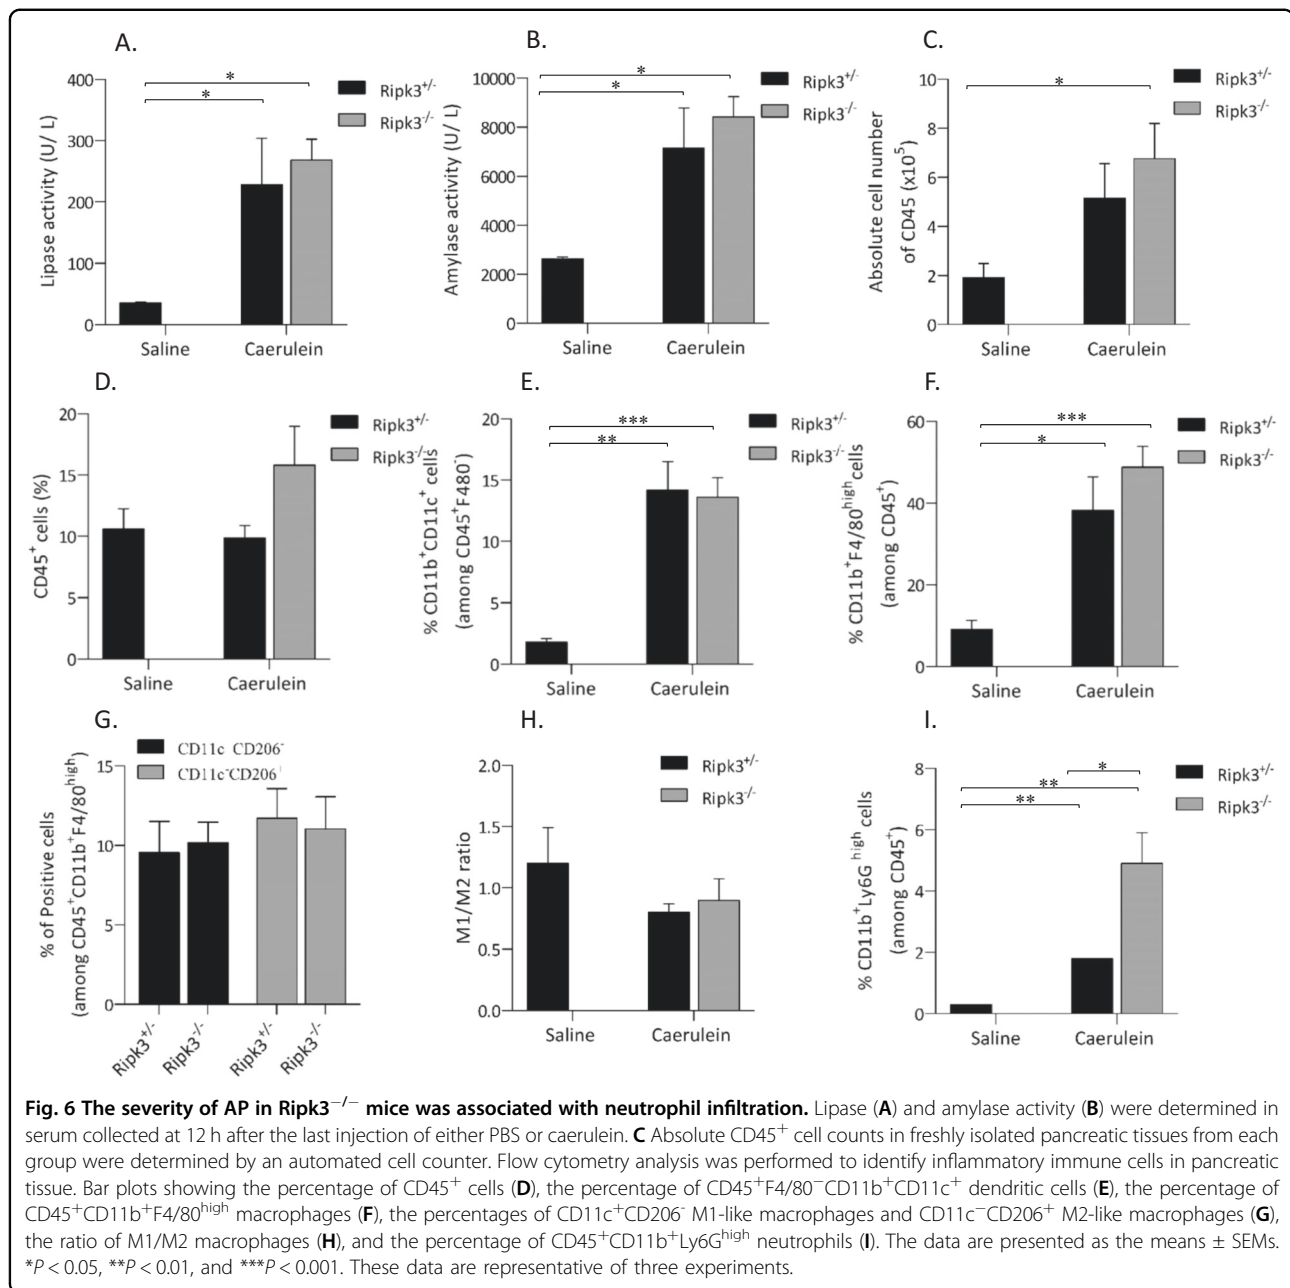 A.
Lipase activity (U/ L)
400
300
200
100
0
*
*
Ripk3+/-
Ripk3-/-
Saline
Caerulein
B.
Amylase activity (U/ L)
10000
8000
6000
4000
2000
0
*
*
Ripk3+/-
Ripk3-/-
Saline
Caerulein
C.
Absolute cell number
of CD45 (x10⁵)
10
8
6
4
2
0
*
Ripk3+/-
Ripk3-/-
Saline
Caerulein
D.
CD45+ cells (%)
20
15
10
5
0
Ripk3+/-
Ripk3-/-
Saline
Caerulein
E.
% CD11b+CD11c+ cells
(among CD45+F480-)
20
15
10
5
0
***
**
Ripk3+/-
Ripk3-/-
Saline
Caerulein
F.
% CD11b+F4/80high cells
(among CD45+)
60
40
20
0
***
*
Ripk3+/-
Ripk3-/-
Saline
Caerulein
G.
% of Positive cells
(among CD45+CD11b+F4/80high)
15
10
5
0
CD11c CD206-
CD11c-CD206+
Ripk3+/-
Ripk3-/-
Ripk3+/-
Ripk3-/-
H.
M1/M2 ratio
2.0
1.5
1.0
0.5
0.0
Ripk3+/-
Ripk3-/-
Saline
Caerulein
I.
% CD11b+Ly6G high cells
(among CD45+)
8
6
4
2
0
*
**
**
Ripk3+/-
Ripk3-/-
Saline
Caerulein
Fig. 6 The severity of AP in Ripk3−/− mice was associated with neutrophil infiltration. Lipase (A) and amylase activity (B) were determined in
serum collected at 12 h after the last injection of either PBS or caerulein. C Absolute CD45+ cell counts in freshly isolated pancreatic tissues from each
group were determined by an automated cell counter. Flow cytometry analysis was performed to identify inflammatory immune cells in pancreatic
tissue. Bar plots showing the percentage of CD45+ cells (D), the percentage of CD45+F4/80−CD11b+CD11c+ dendritic cells (E), the percentage of
CD45+CD11b+F4/80high macrophages (F), the percentages of CD11c+CD206- M1-like macrophages and CD11c−CD206+ M2-like macrophages (G),
the ratio of M1/M2 macrophages (H), and the percentage of CD45+CD11b+Ly6Ghigh neutrophils (I). The data are presented as the means ± SEMs.
*P < 0.05, **P < 0.01, and ***P < 0.001. These data are representative of three experiments.